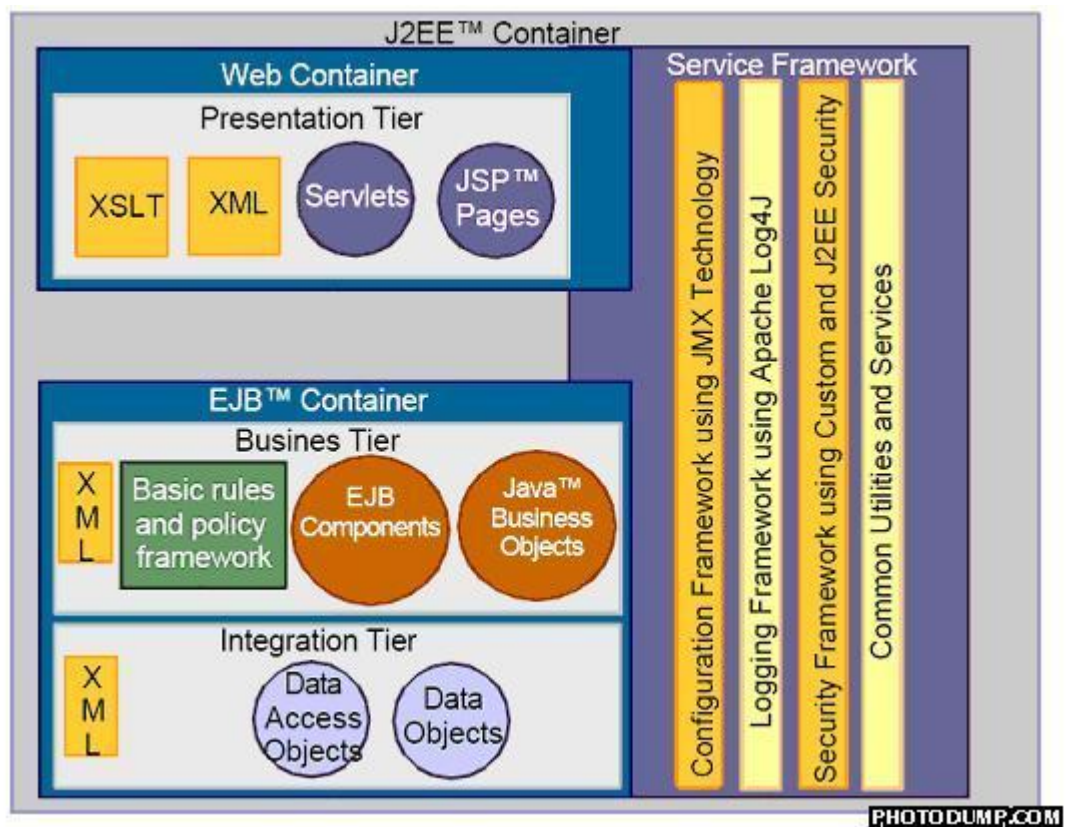 J2EE™ Container
Web Container
Presentation Tier
XSLT
XML
Servlets
JSP™
Pages
Service Framework
Configuration Framework using JMX Technology
Logging Framework using Apache Log4J
Security Framework using Custom and J2EE Security
Common Utilities and Services
EJB™ Container
Busines Tier
X
M
L
Basic rules
and policy
framework
EJB
Components
Java™
Business
Objects
Integration Tier
X
M
L
Data
Access
Objects
Data
Objects
PHOTODUMP.COM